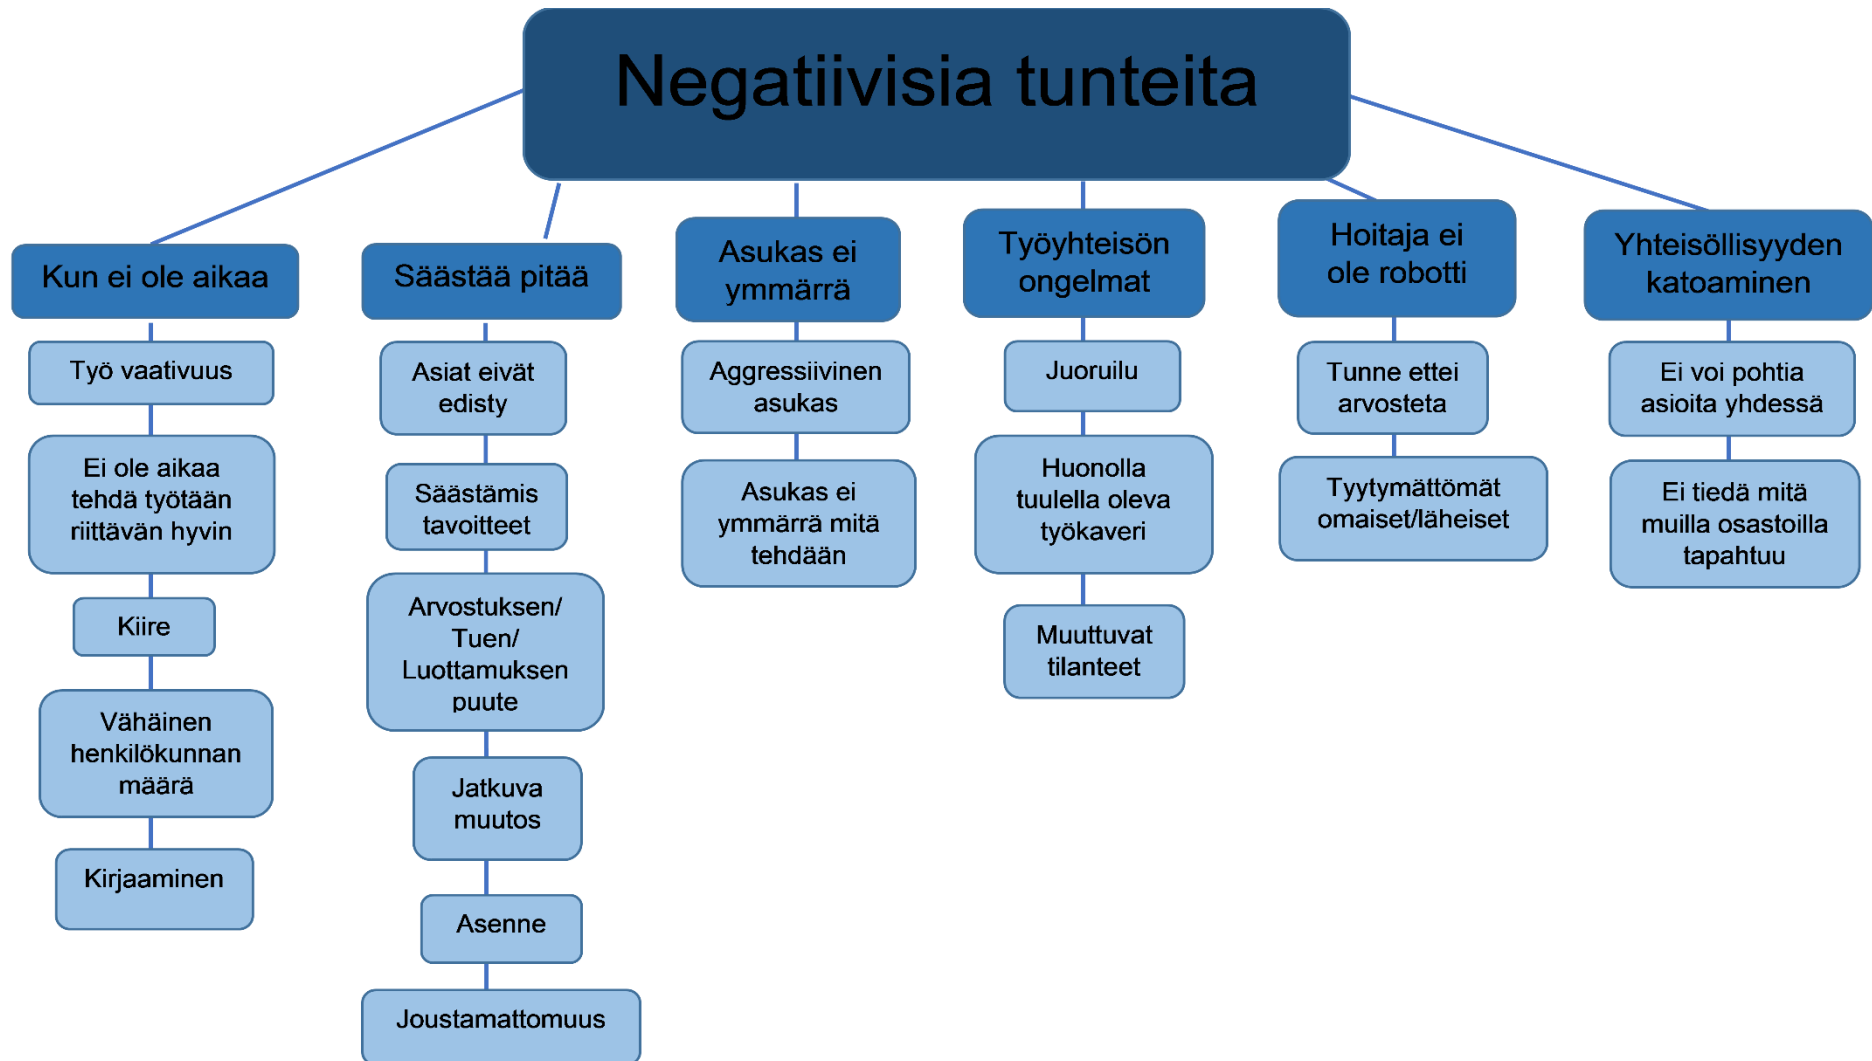 Negatiivisia tunteita
Kun ei ole aikaa
Työ vaativuus
Ei ole aikaa
tehdä työtään
riittävän hyvin
Kiire
Vähäinen
henkilökunnan
määrä
Kirjaaminen
Säästää pitää
Asiat eivät
edisty
Säästämis
tavoitteet
Arvostuksen/
Tuen/
Luottamuksen
puute
Jatkuva
muutos
Asenne
Joustamattomuus
Asukas ei
ymmärrä
Aggressiivinen
asukas
Asukas ei
ymmärrä mitä
tehdään
Työyhteisön
ongelmat
Juoruilu
Huonolla
tuulella oleva
työkaveri
Muuttuvat
tilanteet
Hoitaja ei
ole robotti
Tunne ettei
arvosteta
Tyytymättömät
omaiset/läheiset
Yhteisöllisyyden
katoaminen
Ei voi pohtia
asioita yhdessä
Ei tiedä mitä
muilla osastoilla
tapahtuu